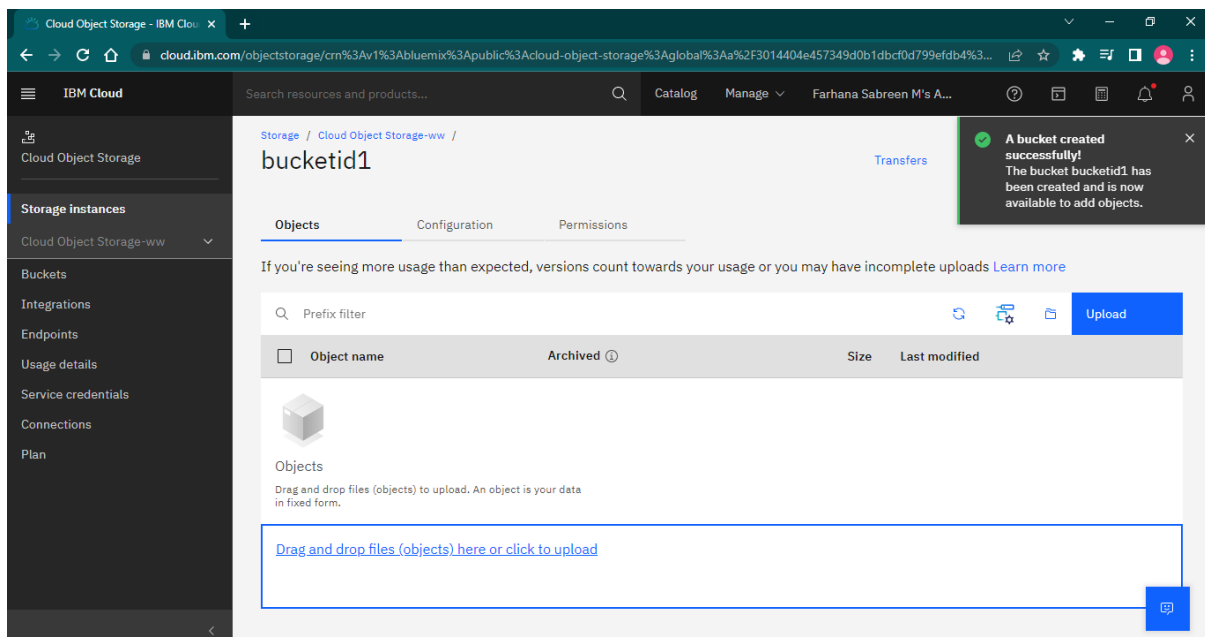 Cloud Object Storage - IBM Clou
cloud.ibm.com/objectstorage/crn%3Av1%3Abluemix%3Apublic%3Acloud-object-storage%3Aglobal%3Aa%2F3014404e457349d0b1dbcf0d799efdb4%3...
IBM Cloud
Search resources and products...
Catalog
Manage
Farhana Sabreen M's A...
Cloud Object Storage
Storage instances
Cloud Object Storage-ww
Buckets
Integrations
Endpoints
Usage details
Service credentials
Connections
Plan
Storage / Cloud Object Storage-ww /
bucketid1
Transfers
A bucket created
successfully!
The bucket bucketid1 has
been created and is now
available to add objects.
Objects
Configuration
Permissions
If you're seeing more usage than expected, versions count towards your usage or you may have incomplete uploads Learn more
Prefix filter
Upload
Object name
Archived
Size
Last modified
Objects
Drag and drop files (objects) to upload. An object is your data
in fixed form.
Drag and drop files (objects) here or click to upload